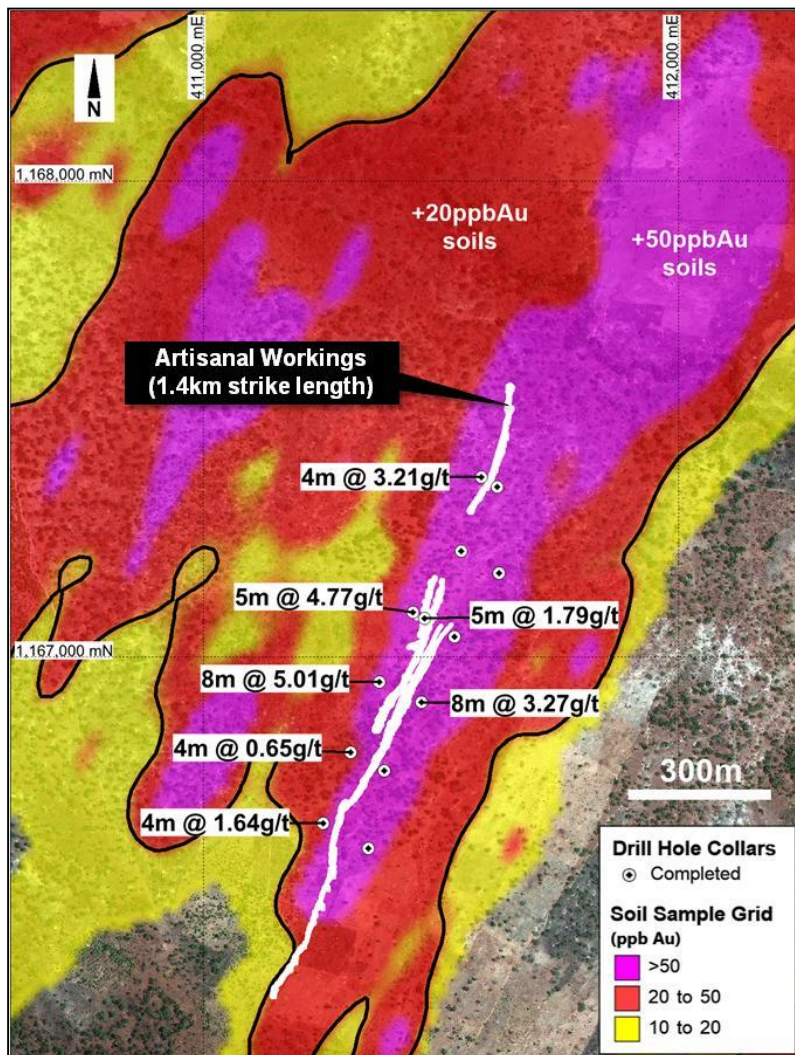 411,000 mE
412,000 mE
N
1,168,000 mN
+20ppbAu
soils
+50ppbAu
soils
Artisanal Workings
(1.4km strike length)
4m @ 3.21g/t
5m @ 4.77g/t
5m @ 1.79g/t
1,167,000 mN
8m @ 5.01g/t
8m @ 3.27g/t
4m @ 0.65g/t
300m
4m @ 1.64g/t
Drill Hole Collars
Completed
Soil Sample Grid
(ppb Au)
>50
20 to 50
10 to 20